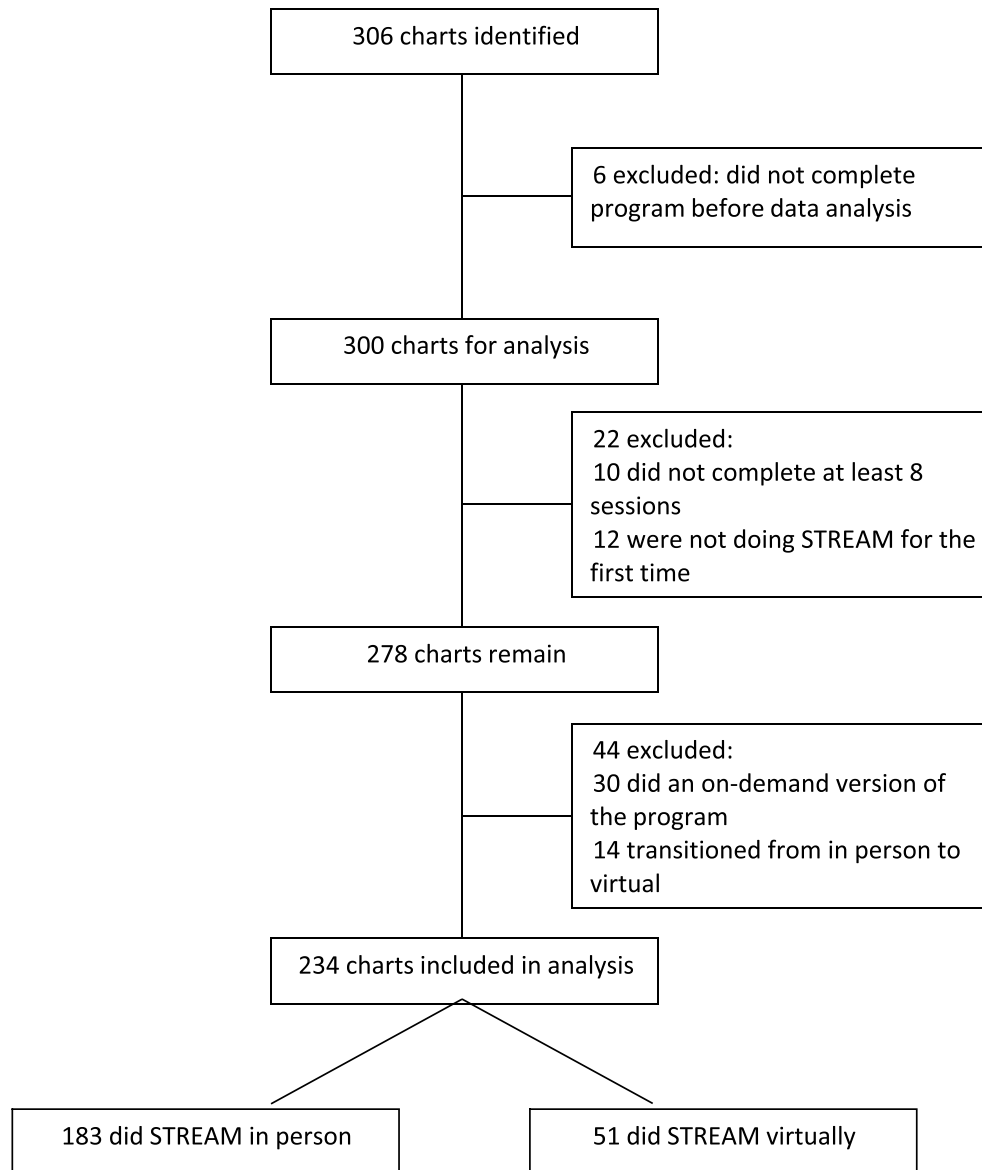 306 charts identified
6 excluded: did not complete
program before data analysis
300 charts for analysis
22 excluded:
10 did not complete at least 8
sessions
12 were not doing STREAM for the
first time
278 charts remain
44 excluded:
30 did an on-demand version of
the program
14 transitioned from in person to
virtual
234 charts included in analysis
183 did STREAM in person
51 did STREAM virtually